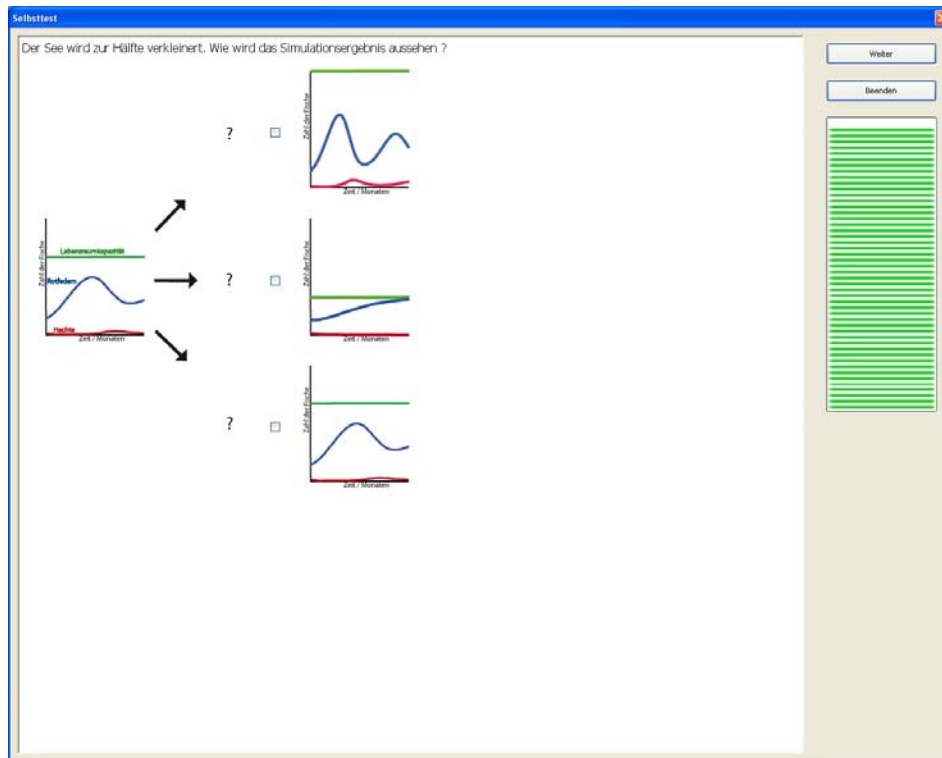 Selbsttest
Der See wird zur Hälfte verkleinert. Wie wird das Simulationsergebnis aussehen ?
Weiter
Beenden
?
Zahl der Fische
Zeit / Monaten
Zahl der Fische
Lebensraumkapazität
Rotfedern
Hechte
Zeit / Monaten
?
Zahl der Fische
Zeit / Monaten
?
Zahl der Fische
Zeit / Monaten